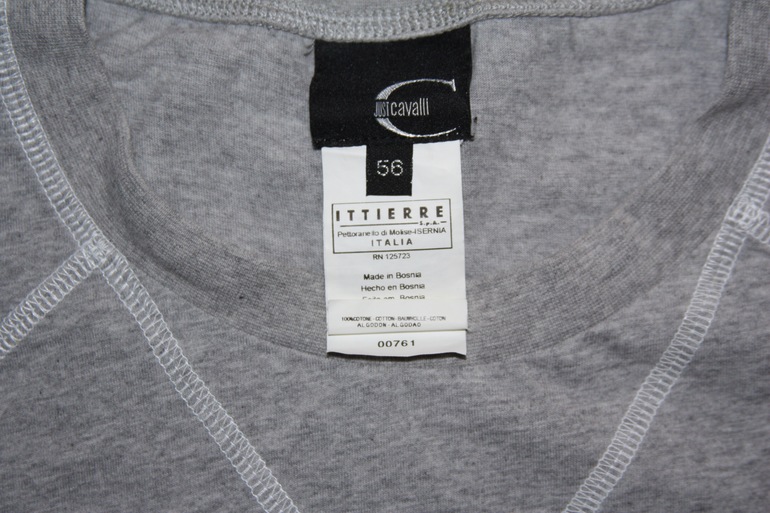 JUST cavalli
56
ITTIERRE
S.p.A.
Pettoranello di Molise-ISERNIA
ITALIA
RN 125723
Made in Bosnia
Hecho en Bosnia
Bosnia
100%COTONE - COTTON - BAUMWOLLE - COTON
ALGODON - ALGODAO
00761